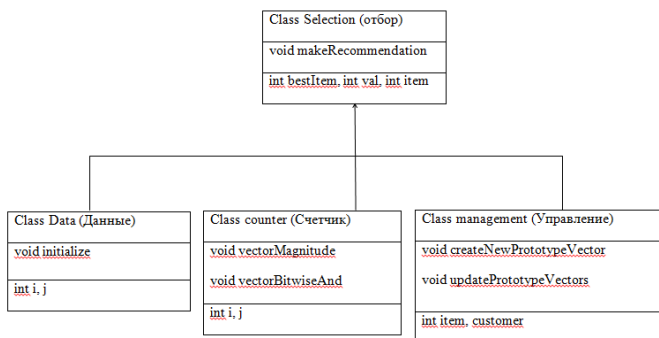 Class Selection (отбор)
void makeRecommendation
int bestItem, int val, int item
Class Data (Данные)
void initialize
int i, j
Class counter (Счетчик)
void vectorMagnitude
void vectorBitwiseAnd
int i, j
Class management (Управление)
void createNewPrototypeVector
void updatePrototypeVectors
int item, customer